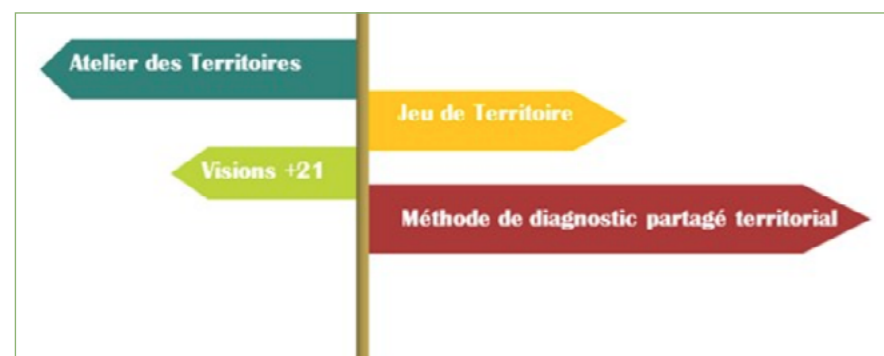 Atelier des Territoires
Jeu de Territoire
Visions +21
Méthode de diagnostic partagé territorial